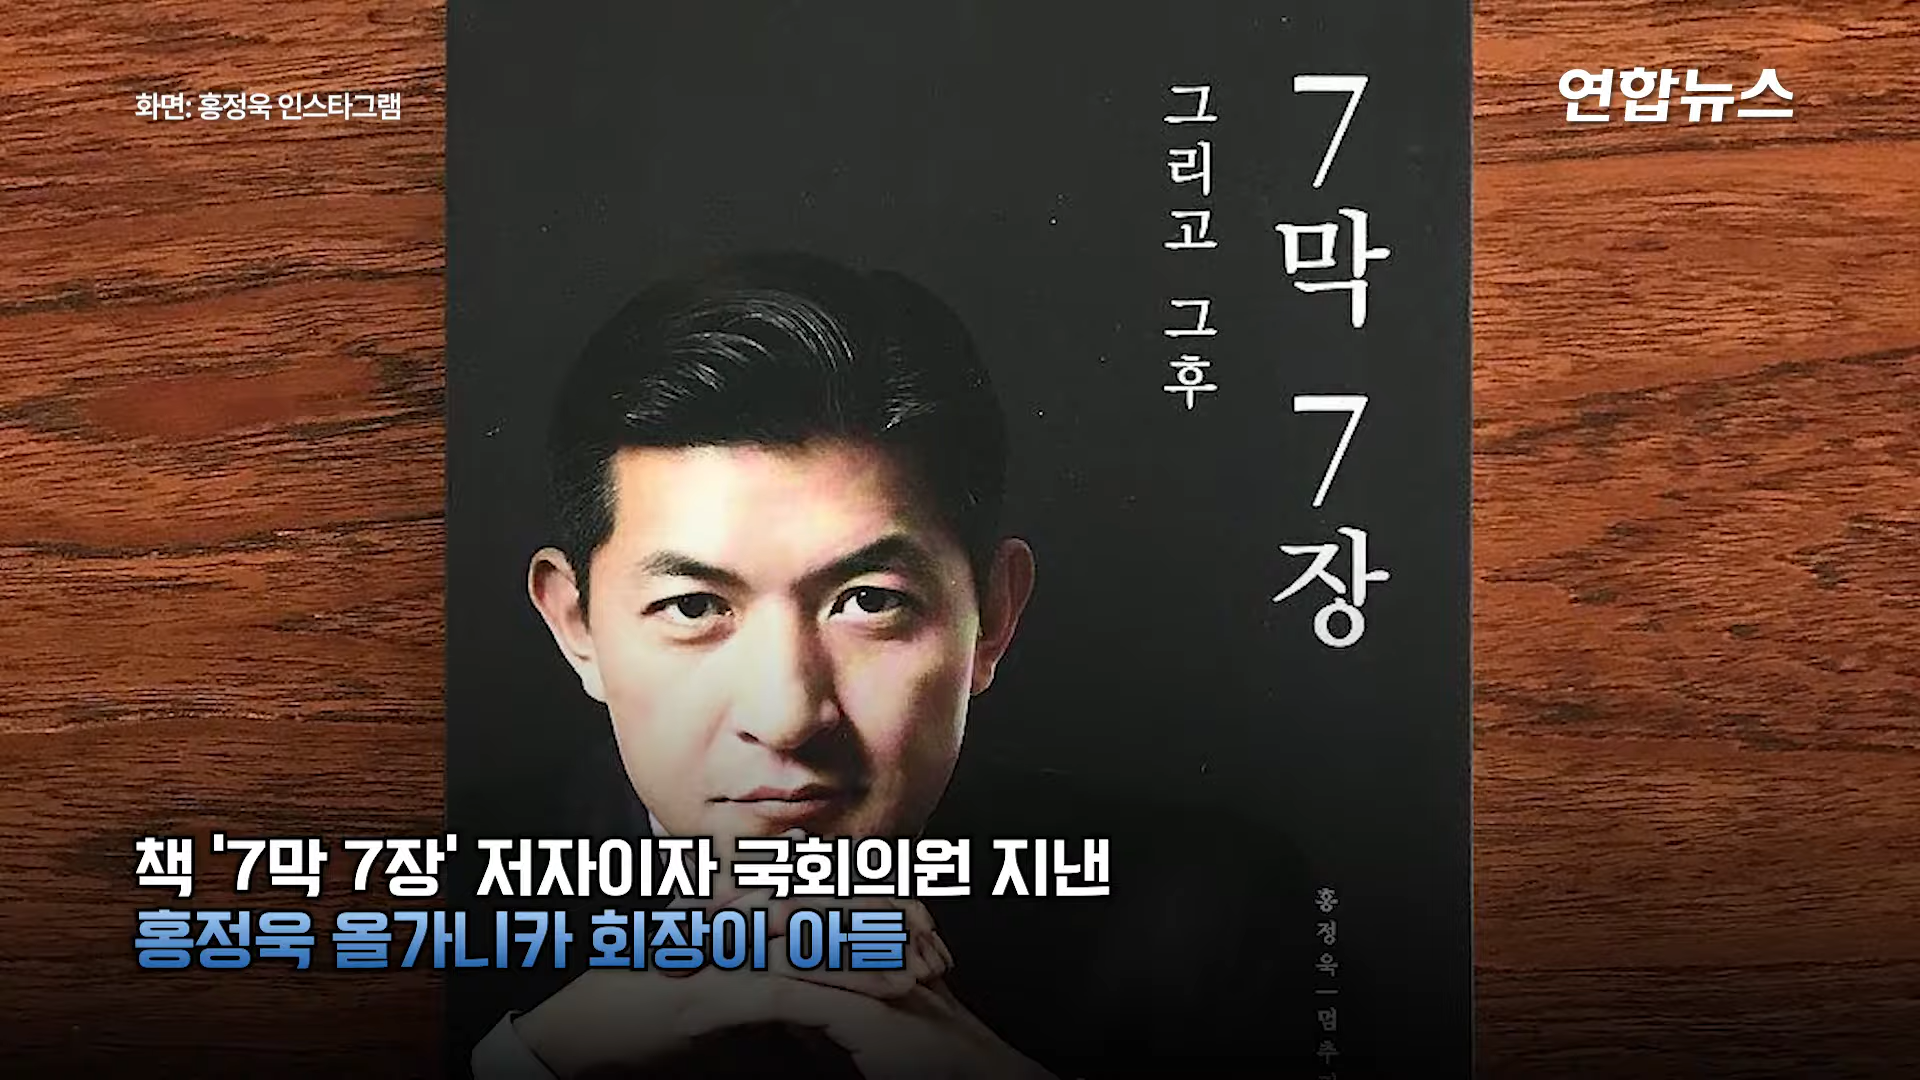 화면: 홍정욱 인스타그램
연합뉴스
7막 7장
그리고 그 후
홍정욱 | 멈추
책 '7막 7장' 저자이자 국회의원 지낸
홍정욱 올가니카 회장이 아들